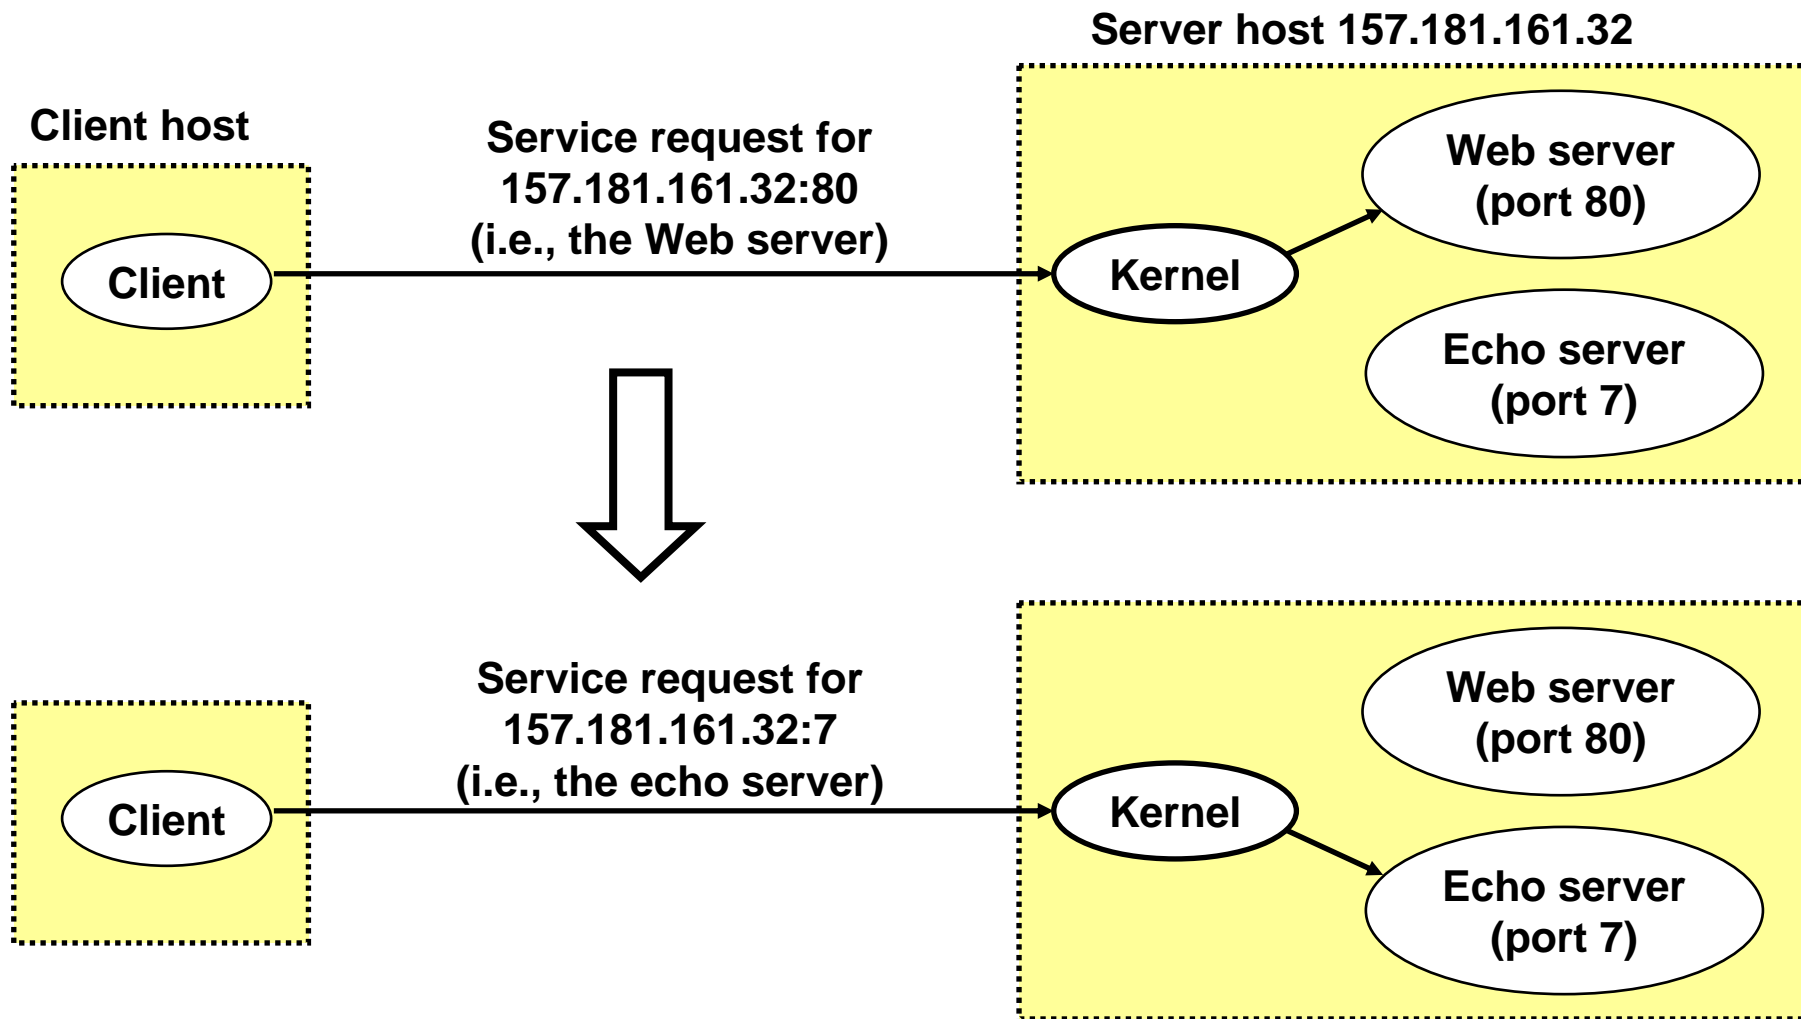 Server host 157.181.161.32
Client host
Service request for
157.181.161.32:80
(i.e., the Web server)
Client
Kernel
Web server
(port 80)
Echo server
(port 7)
Service request for
157.181.161.32:7
(i.e., the echo server)
Client
Kernel
Web server
(port 80)
Echo server
(port 7)